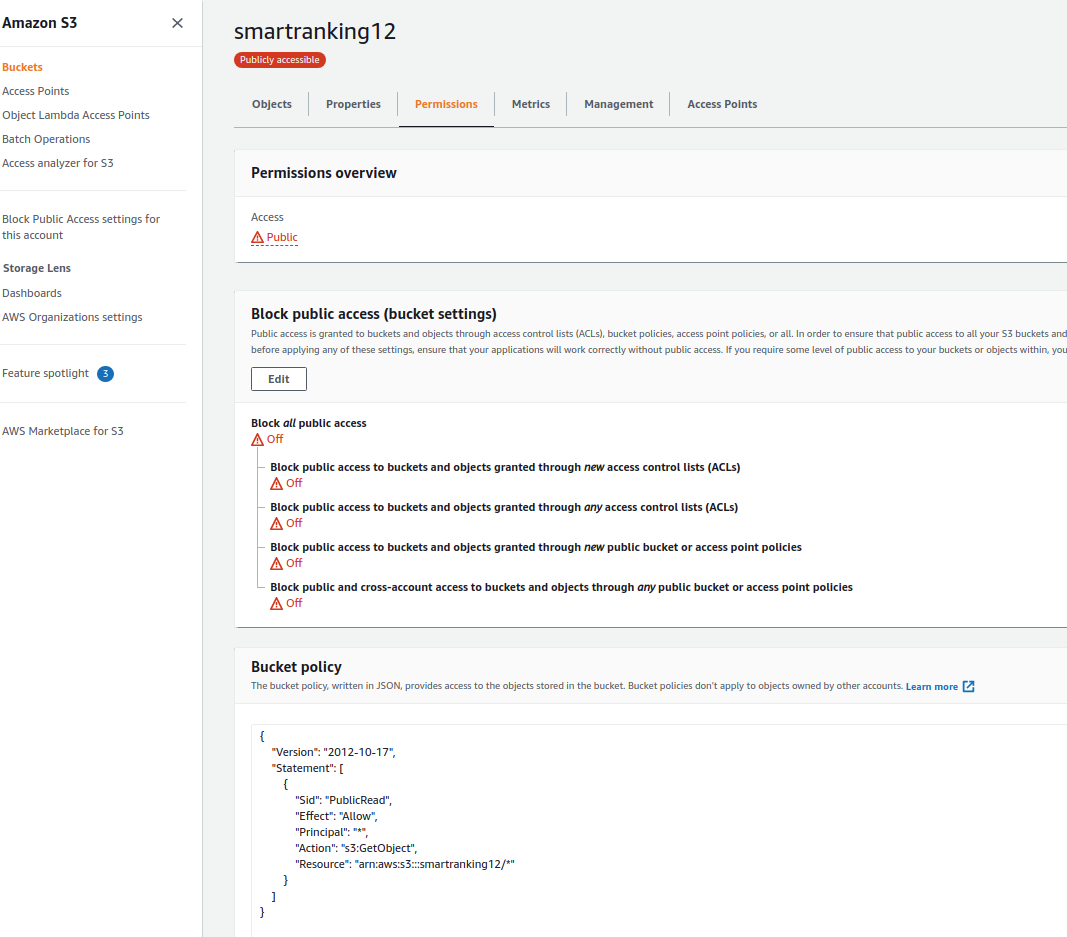 Amazon S3
Buckets
Access Points
Object Lambda Access Points
Batch Operations
Access analyzer for S3
Block Public Access settings for
this account
Storage Lens
Dashboards
AWS Organizations settings
Feature spotlight 3
AWS Marketplace for S3
smartranking12
Publicly accessible
Objects Properties Permissions Metrics Management Access Points
Permissions overview
Access
Public
Block public access (bucket settings)
Public access is granted to buckets and objects through access control lists (ACLs), bucket policies, access point policies, or all. In order to ensure that public access to all your S3 buckets and
before applying any of these settings, ensure that your applications will work correctly without public access. If you require some level of public access to your buckets or objects within, you
Edit
Block all public access
Off
Block public access to buckets and objects granted through new access control lists (ACLs)
Off
Block public access to buckets and objects granted through any access control lists (ACLs)
Off
Block public access to buckets and objects granted through new public bucket or access point policies
Off
Block public and cross-account access to buckets and objects through any public bucket or access point policies
Off
Bucket policy
The bucket policy, written in JSON, provides access to the objects stored in the bucket. Bucket policies don't apply to objects owned by other accounts. Learn more
{
"Version": "2012-10-17",
"Statement": [
{
"Sid": "PublicRead",
"Effect": "Allow",
"Principal": "*",
"Action": "s3:GetObject",
"Resource": "arn:aws:s3:::smartranking12/*"
}
]
}